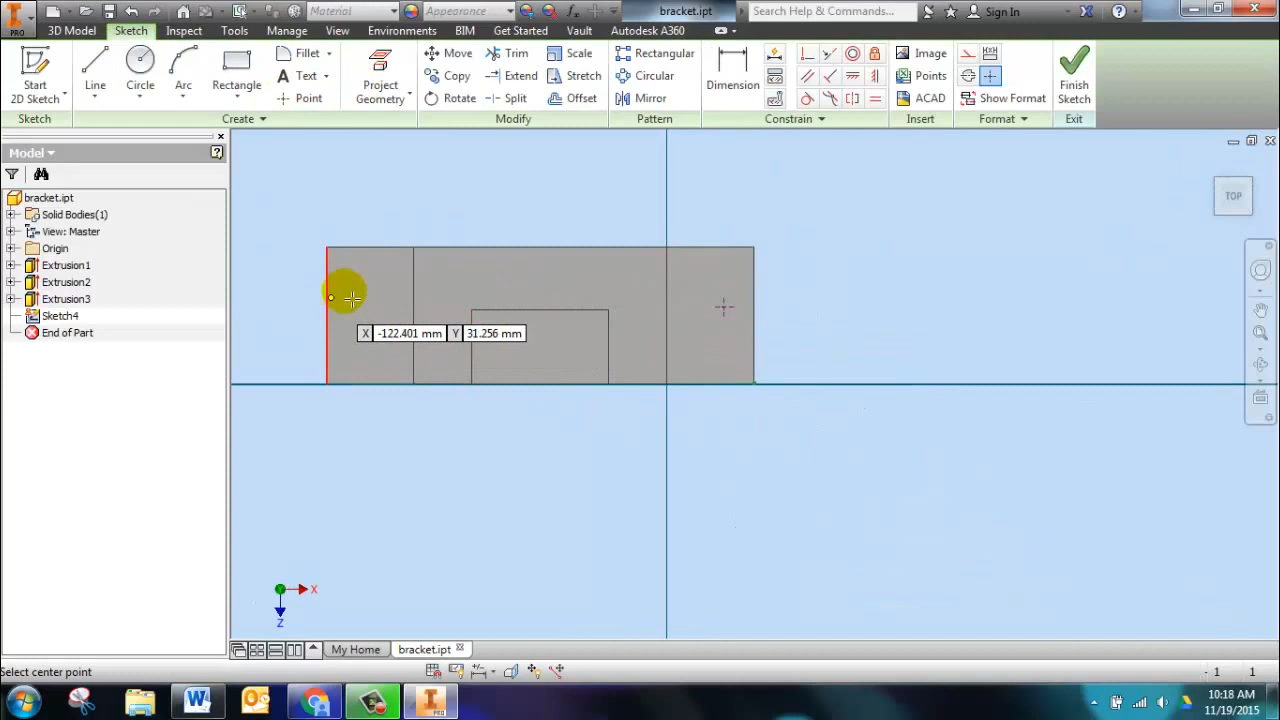 Material
Appearance
bracket.ipt
Search Help & Commands...
Sign In
PRO
3D Model
Sketch
Inspect
Tools
Manage
View
Environments
BIM
Get Started
Vault
Autodesk A360
Start
2D Sketch
Line
Circle
Arc
Rectangle
Fillet
Text
Point
Project
Geometry
Move
Copy
Rotate
Trim
Extend
Split
Scale
Stretch
Offset
Rectangular
Circular
Mirror
Dimension
Image
Points
ACAD
Show Format
Finish
Sketch
Sketch
Create
Modify
Pattern
Constrain
Insert
Format
Exit
Model
bracket.ipt
Solid Bodies(1)
View: Master
Origin
Extrusion1
Extrusion2
Extrusion3
Sketch4
End of Part
TOP
X -122.401 mm Y 31.256 mm
X
Z
My Home
bracket.ipt
Select center point
1 1
10:18 AM
11/19/2015